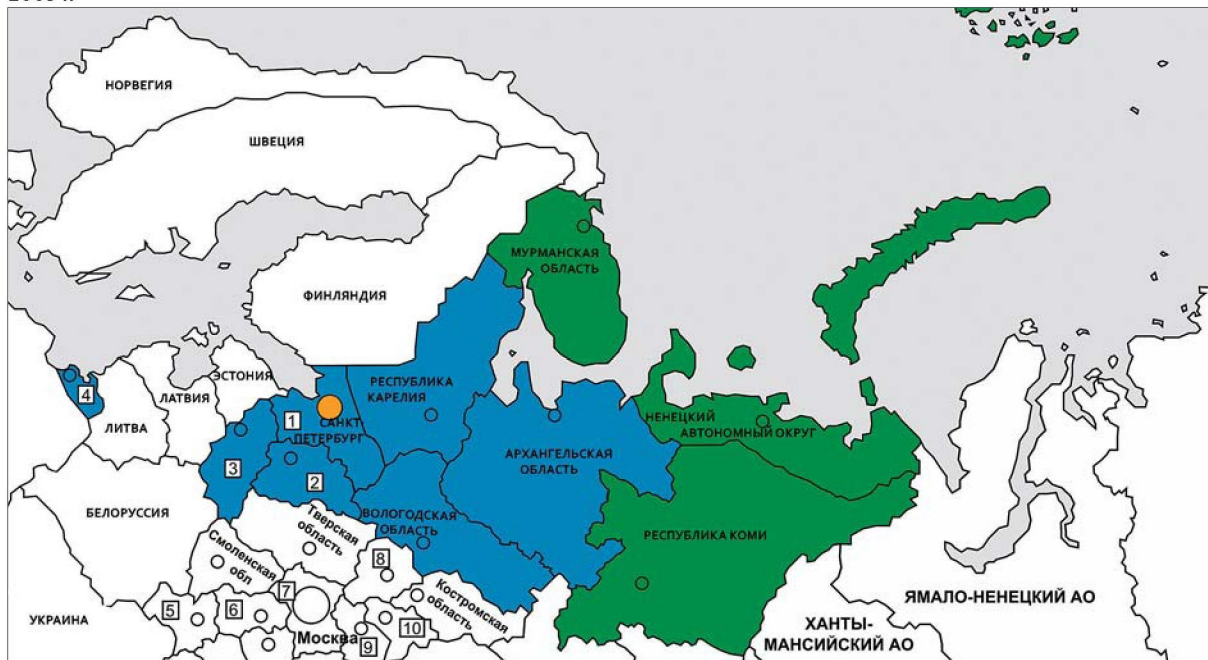 НОРВЕГИЯ
ШВЕЦИЯ
МУРМАНСКАЯ
ОБЛАСТЬ
ФИНЛЯНДИЯ
ЭСТОНИЯ
РЕСПУБЛИКА
КАРЕЛИЯ
4
ЛАТВИЯ
1
САНКТ
ПЕТЕРБУРГ
НЕНЕЦКИЙ
АВТОНОМНЫЙ ОКРУГ
ЛИТВА
АРХАНГЕЛЬСКАЯ
ОБЛАСТЬ
3
2
БЕЛОРУССИЯ
ВОЛОГОДСКАЯ
ОБЛАСТЬ
Тверская
область
РЕСПУБЛИКА КОМИ
Смоленская
обл
8
7
Костромская
область
ЯМАЛО-НЕНЕЦКИЙ АО
5
6
УКРАИНА
ХАНТЫ-
МАНСИЙСКИЙ АО
10
Москва
9